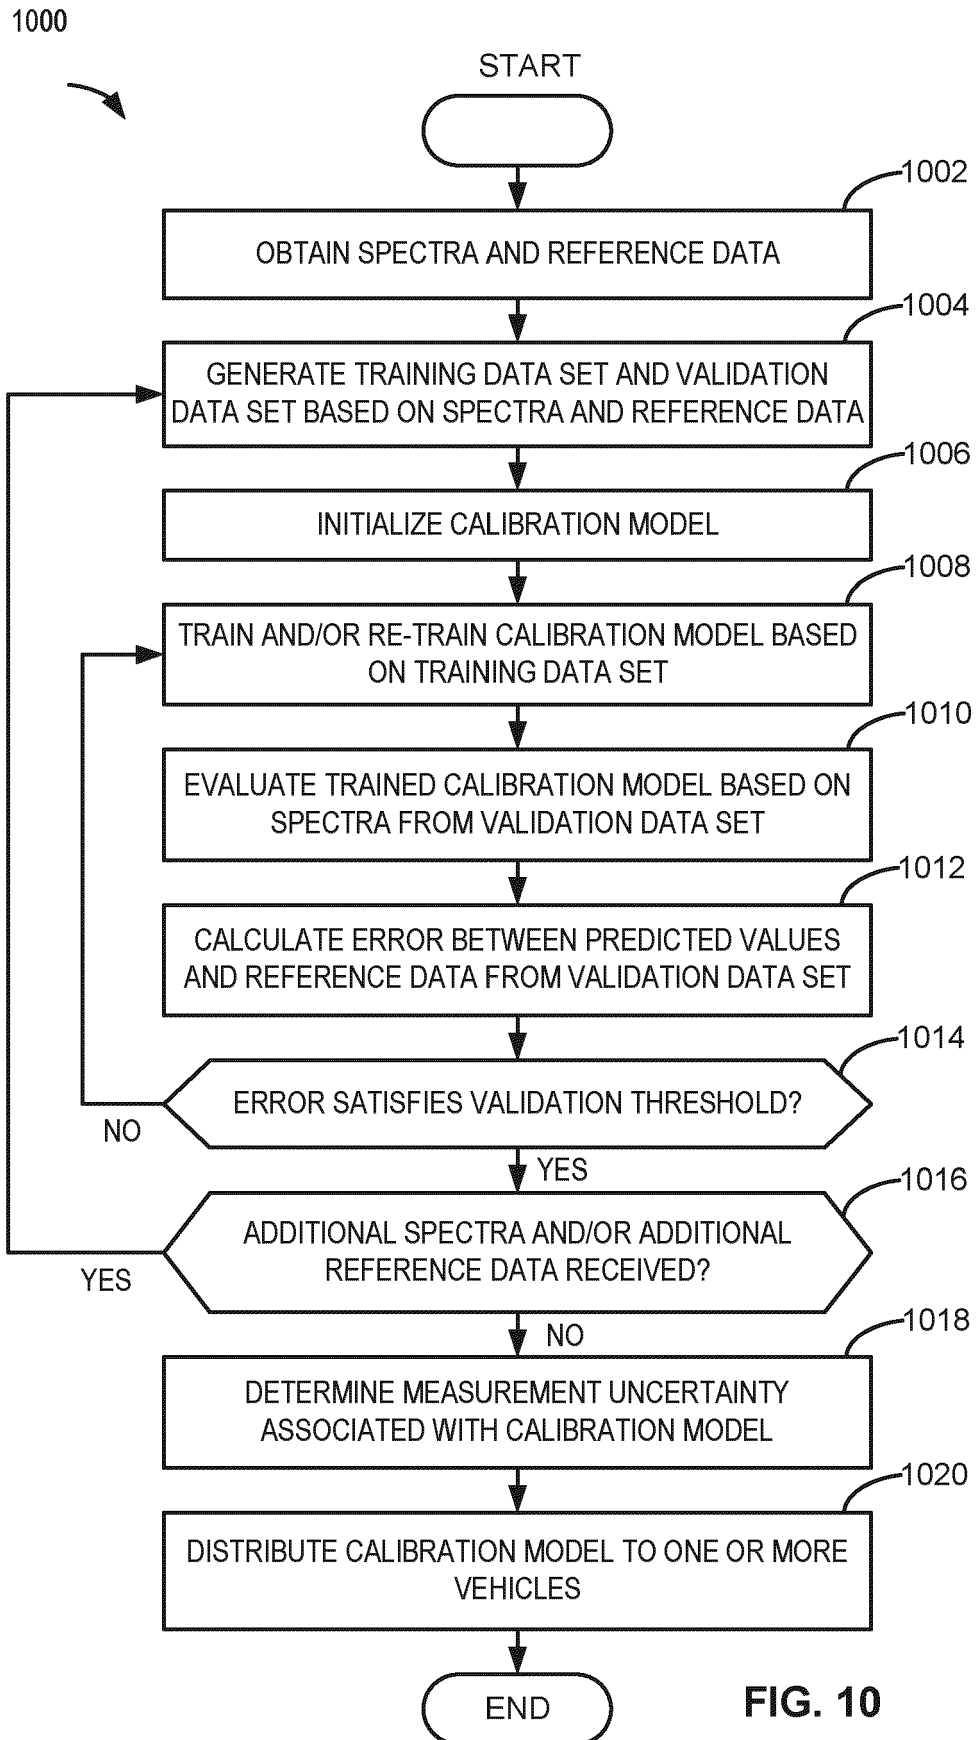 1000
START
1002
OBTAIN SPECTRA AND REFERENCE DATA
1004
GENERATE TRAINING DATA SET AND VALIDATION
DATA SET BASED ON SPECTRA AND REFERENCE DATA
1006
INITIALIZE CALIBRATION MODEL
1008
TRAIN AND/OR RE-TRAIN CALIBRATION MODEL BASED
ON TRAINING DATA SET
1010
EVALUATE TRAINED CALIBRATION MODEL BASED ON
SPECTRA FROM VALIDATION DATA SET
1012
CALCULATE ERROR BETWEEN PREDICTED VALUES
AND REFERENCE DATA FROM VALIDATION DATA SET
1014
ERROR SATISFIES VALIDATION THRESHOLD?
NO
YES
1016
ADDITIONAL SPECTRA AND/OR ADDITIONAL
REFERENCE DATA RECEIVED?
YES
NO
1018
DETERMINE MEASUREMENT UNCERTAINTY
ASSOCIATED WITH CALIBRATION MODEL
1020
DISTRIBUTE CALIBRATION MODEL TO ONE OR MORE
VEHICLES
END
FIG. 10